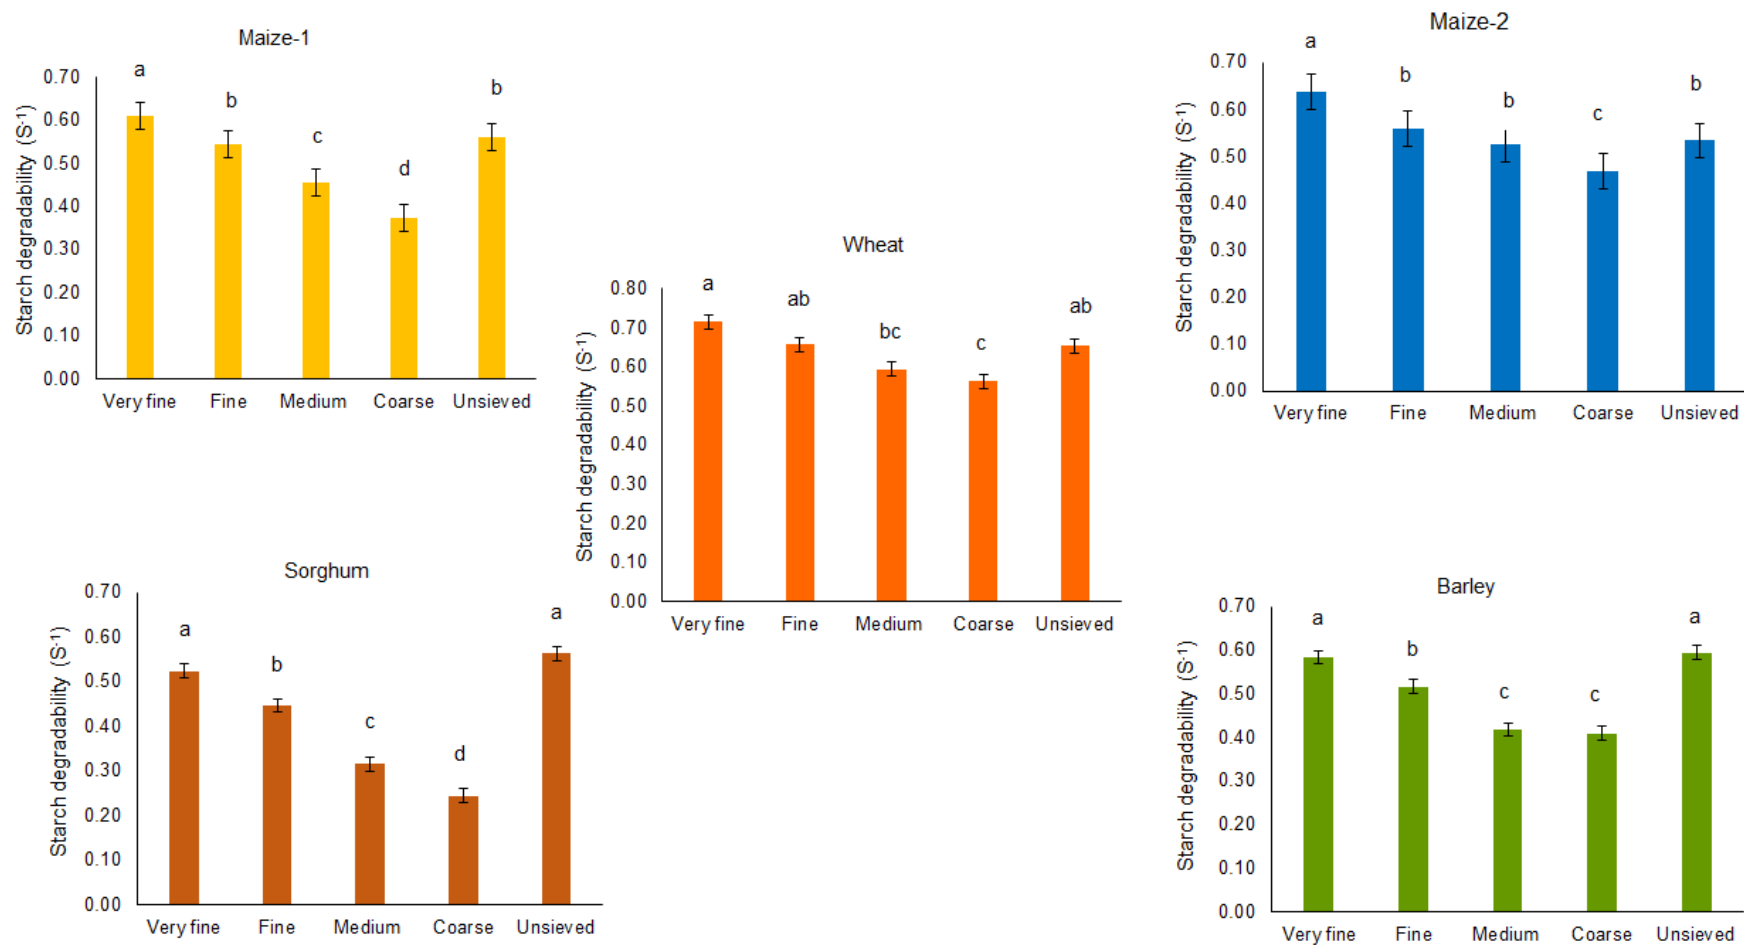 Maize-1
Starch degradability (S-1)
0.70
0.60
0.50
0.40
0.30
0.20
0.10
0.00
a
b
c
d
b
Very fine Fine Medium Coarse Unsieved
Maize-2
Starch degradability (S-1)
0.70
0.60
0.50
0.40
0.30
0.20
0.10
0.00
a
b
b
c
b
Very fine Fine Medium Coarse Unsieved
Wheat
Starch degradability (S-1)
0.80
0.70
0.60
0.50
0.40
0.30
0.20
0.10
0.00
a
ab
bc
c
ab
Very fine Fine Medium Coarse Unsieved
Sorghum
Starch degradability (S-1)
0.70
0.60
0.50
0.40
0.30
0.20
0.10
0.00
a
b
c
d
a
Very fine Fine Medium Coarse Unsieved
Barley
Starch degradability (S-1)
0.70
0.60
0.50
0.40
0.30
0.20
0.10
0.00
a
b
c
c
a
Very fine Fine Medium Coarse Unsieved